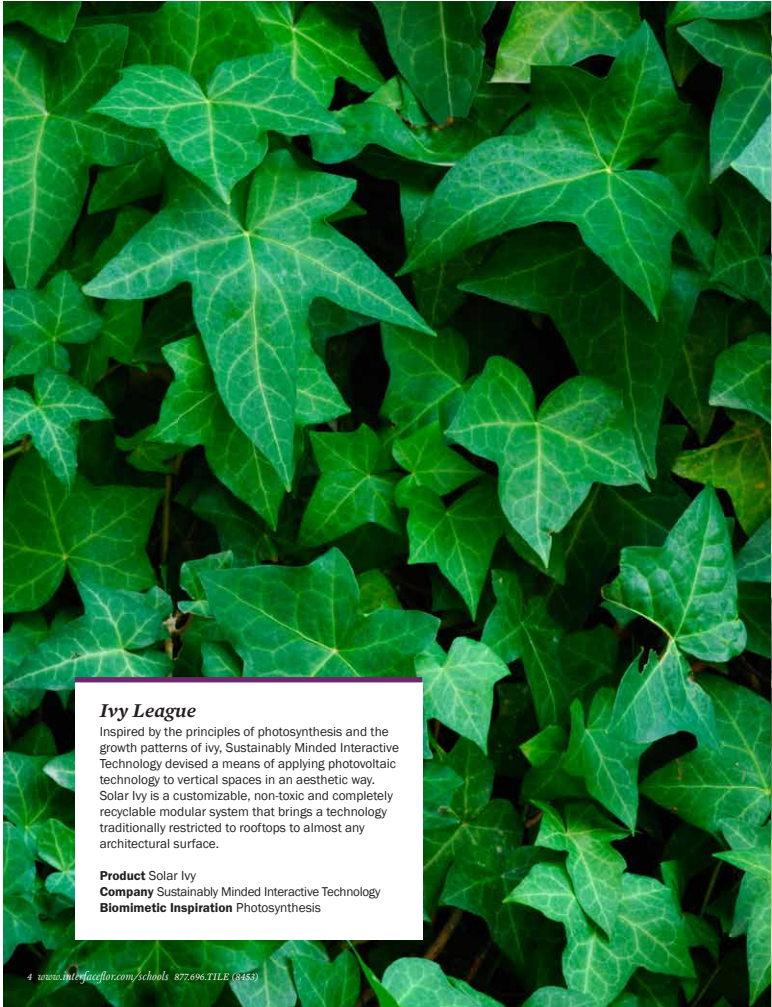 Ivy League
Inspired by the principles of photosynthesis and the
growth patterns of ivy, Sustainably Minded Interactive
Technology devised a means of applying photovoltaic
technology to vertical spaces in an aesthetic way.
Solar Ivy is a customizable, non-toxic and completely
recyclable modular system that brings a technology
traditionally restricted to rooftops to almost any
architectural surface.
Product Solar Ivy
Company Sustainably Minded Interactive Technology
Biomimetic Inspiration Photosynthesis
4 www.interfaceflor.com/schools 877.696.TILE (8453)